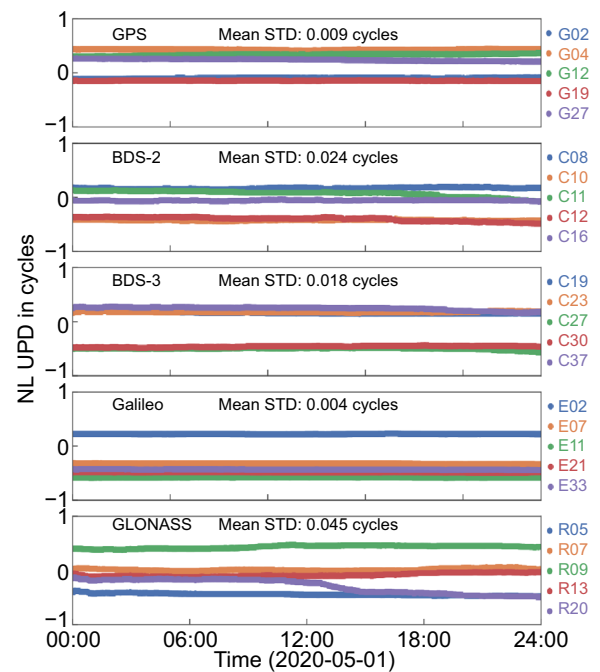 NL UPD in cycles
1
0
−1
GPS Mean STD: 0.009 cycles
G02
G04
G12
G19
G27
1
0
−1
BDS-2 Mean STD: 0.024 cycles
C08
C10
C11
C12
C16
1
0
−1
BDS-3 Mean STD: 0.018 cycles
C19
C23
C27
C30
C37
1
0
−1
Galileo Mean STD: 0.004 cycles
E02
E07
E11
E21
E33
1
0
−1
GLONASS Mean STD: 0.045 cycles
R05
R07
R09
R13
R20
00:00 06:00 12:00 18:00 24:00
Time (2020-05-01)